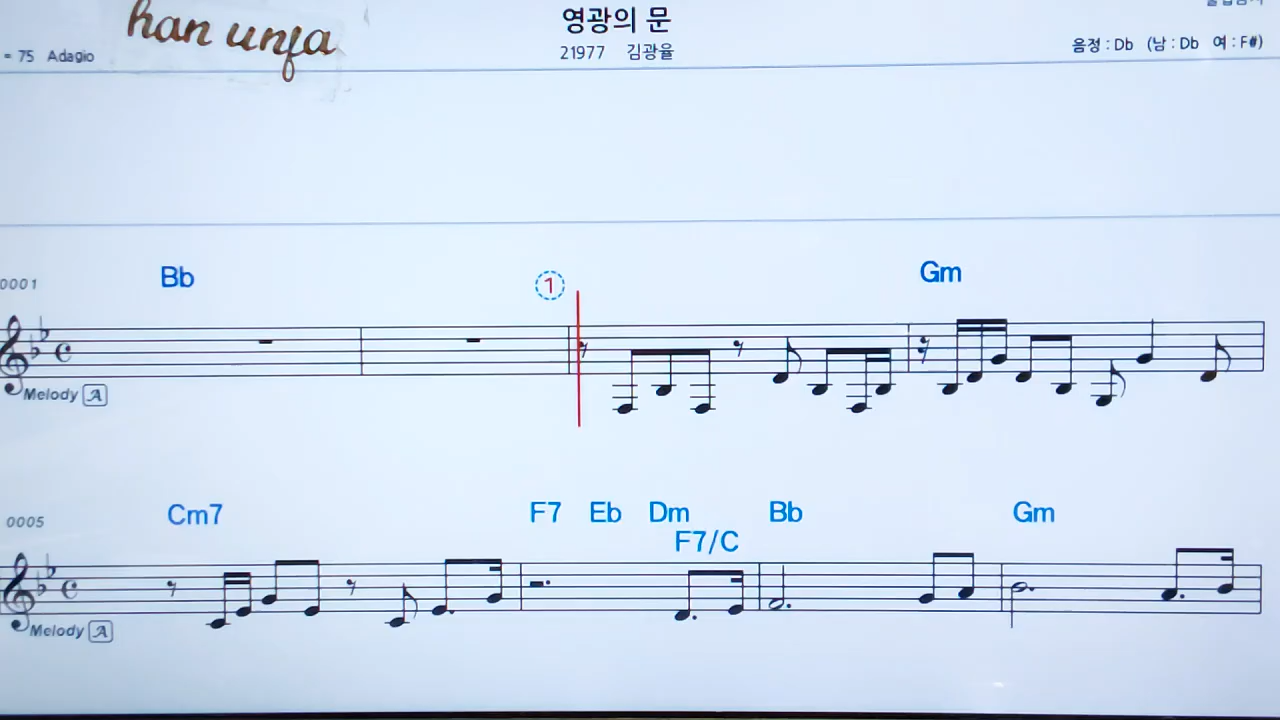 han unja
영광의 문
21977 김광율
= 75 Adagio
음정 : Db (남 : Db 여 : F#)
0001
Bb
1
Gm
Melody A
0005
Cm7
F7 Eb Dm Bb Gm
F7/C
Melody A